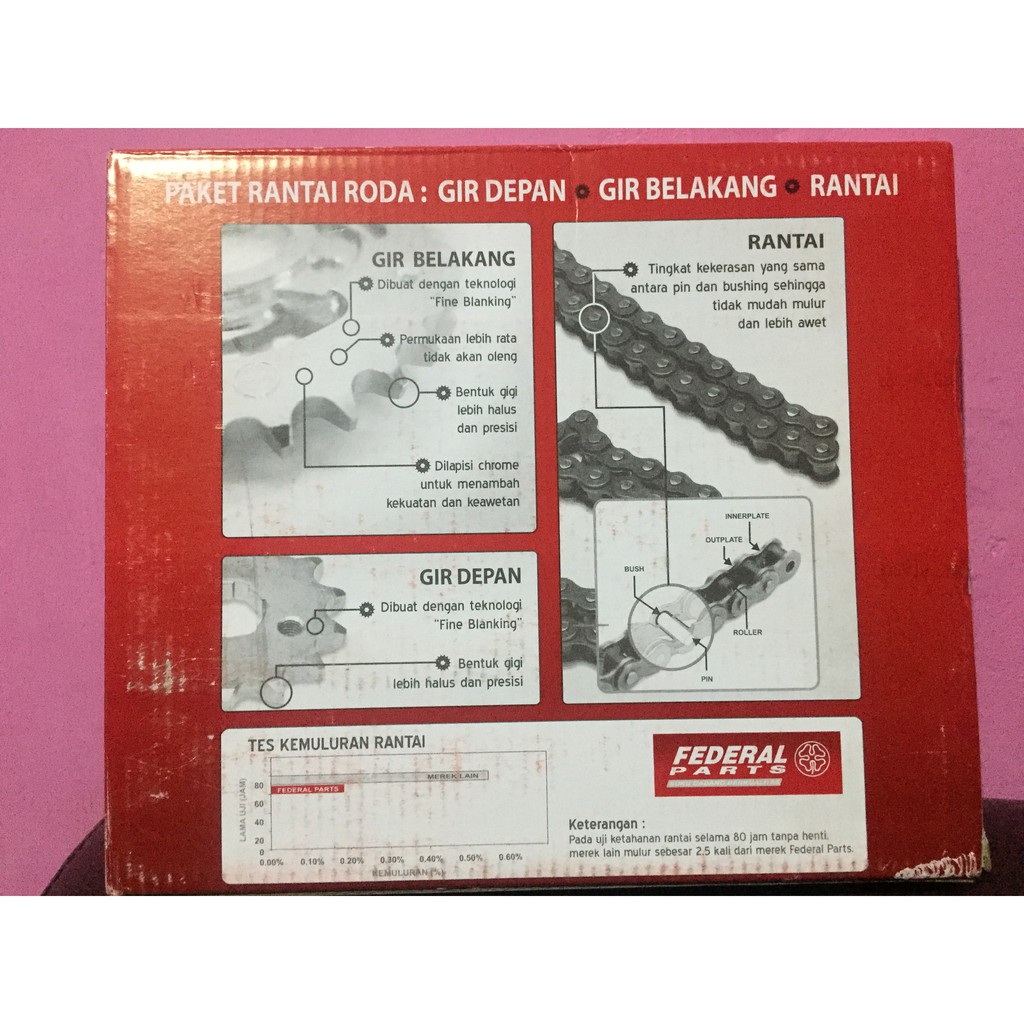 PAKET RANTAI RODA : GIR DEPAN GIR BELAKANG RANTAI
GIR BELAKANG
Dibuat dengan teknologi
"Fine Blanking"
Permukaan lebih rata
tidak akan oleng
Bentuk gigi
lebih halus
dan presisi
Dilapisi chrome
untuk menambah
kekuatan dan keawetan
GIR DEPAN
Dibuat dengan teknologi
"Fine Blanking"
Bentuk gigi
lebih halus dan presisi
RANTAI
Tingkat kekerasan yang sama
antara pin dan bushing sehingga
tidak mudah mulur
dan lebih awet
INNERPLATE
OUTPLATE
BUSH
ROLLER
PIN
TES KEMULURAN RANTAI
LAMA UJI (JAM)
80
60
40
20
0
MEREK LAIN
FEDERAL PARTS
0.00% 0.10% 0.20% 0.30% 0.40% 0.50% 0.60%
KEMULURAN (%)
FEDERAL
PARTS
Keterangan :
Pada uji ketahanan rantai selama 80 jam tanpa henti,
merek lain mulur sebesar 2,5 kali dari merek Federal Parts.